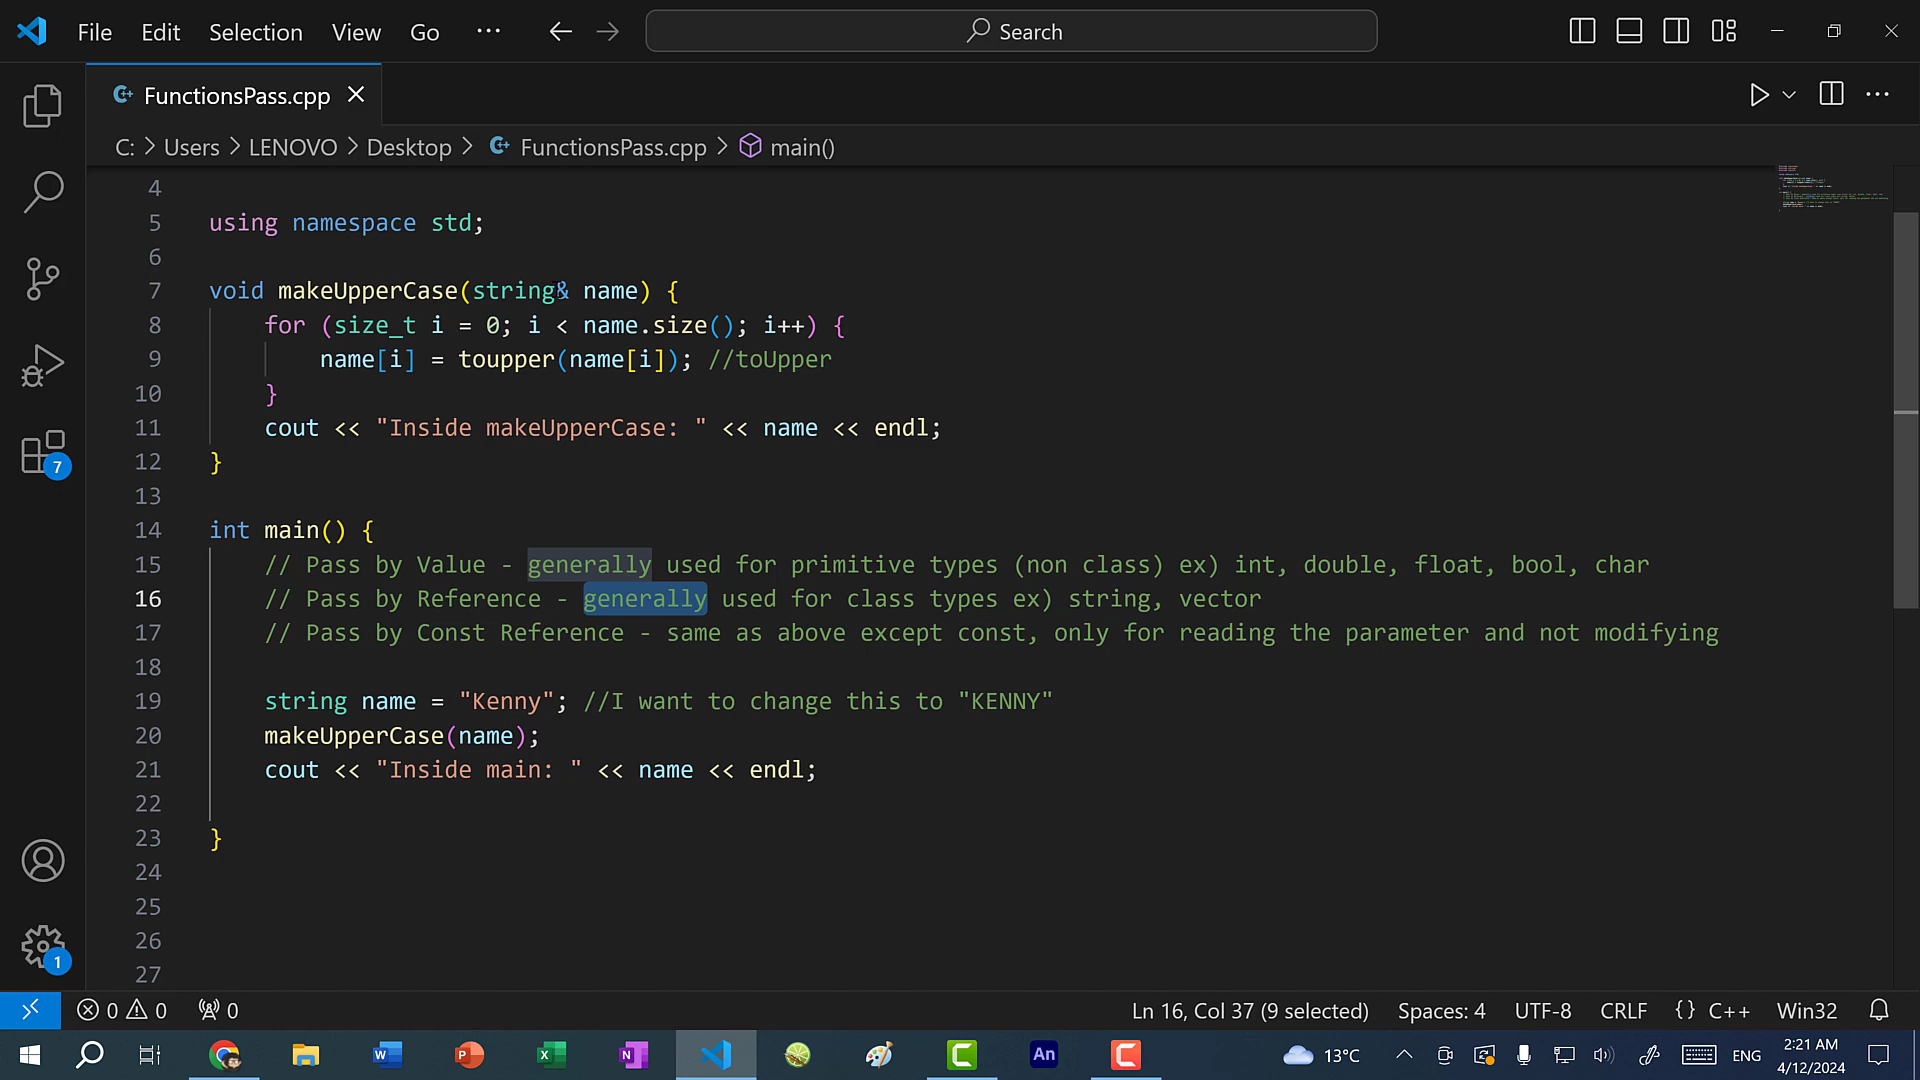 File Edit Selection View Go ··· Search
FunctionsPass.cpp
C: > Users > LENOVO > Desktop > FunctionsPass.cpp > main()
4
5 using namespace std;
6
7 void makeUpperCase(string& name) {
8 for (size_t i = 0; i < name.size(); i++) {
9 name[i] = toupper(name[i]); //toUpper
10 }
11 cout << "Inside makeUpperCase: " << name << endl;
12 }
13
14 int main() {
15 // Pass by Value - generally used for primitive types (non class) ex) int, double, float, bool, char
16 // Pass by Reference - generally used for class types ex) string, vector
17 // Pass by Const Reference - same as above except const, only for reading the parameter and not modifying
18
19 string name = "Kenny"; //I want to change this to "KENNY"
20 makeUpperCase(name);
21 cout << "Inside main: " << name << endl;
22
23 }
24
25
26
27
7
1
0 0 0 Ln 16, Col 37 (9 selected) Spaces: 4 UTF-8 CRLF {} C++ Win32
W P X N An 13°C ENG 2:21 AM
4/12/2024